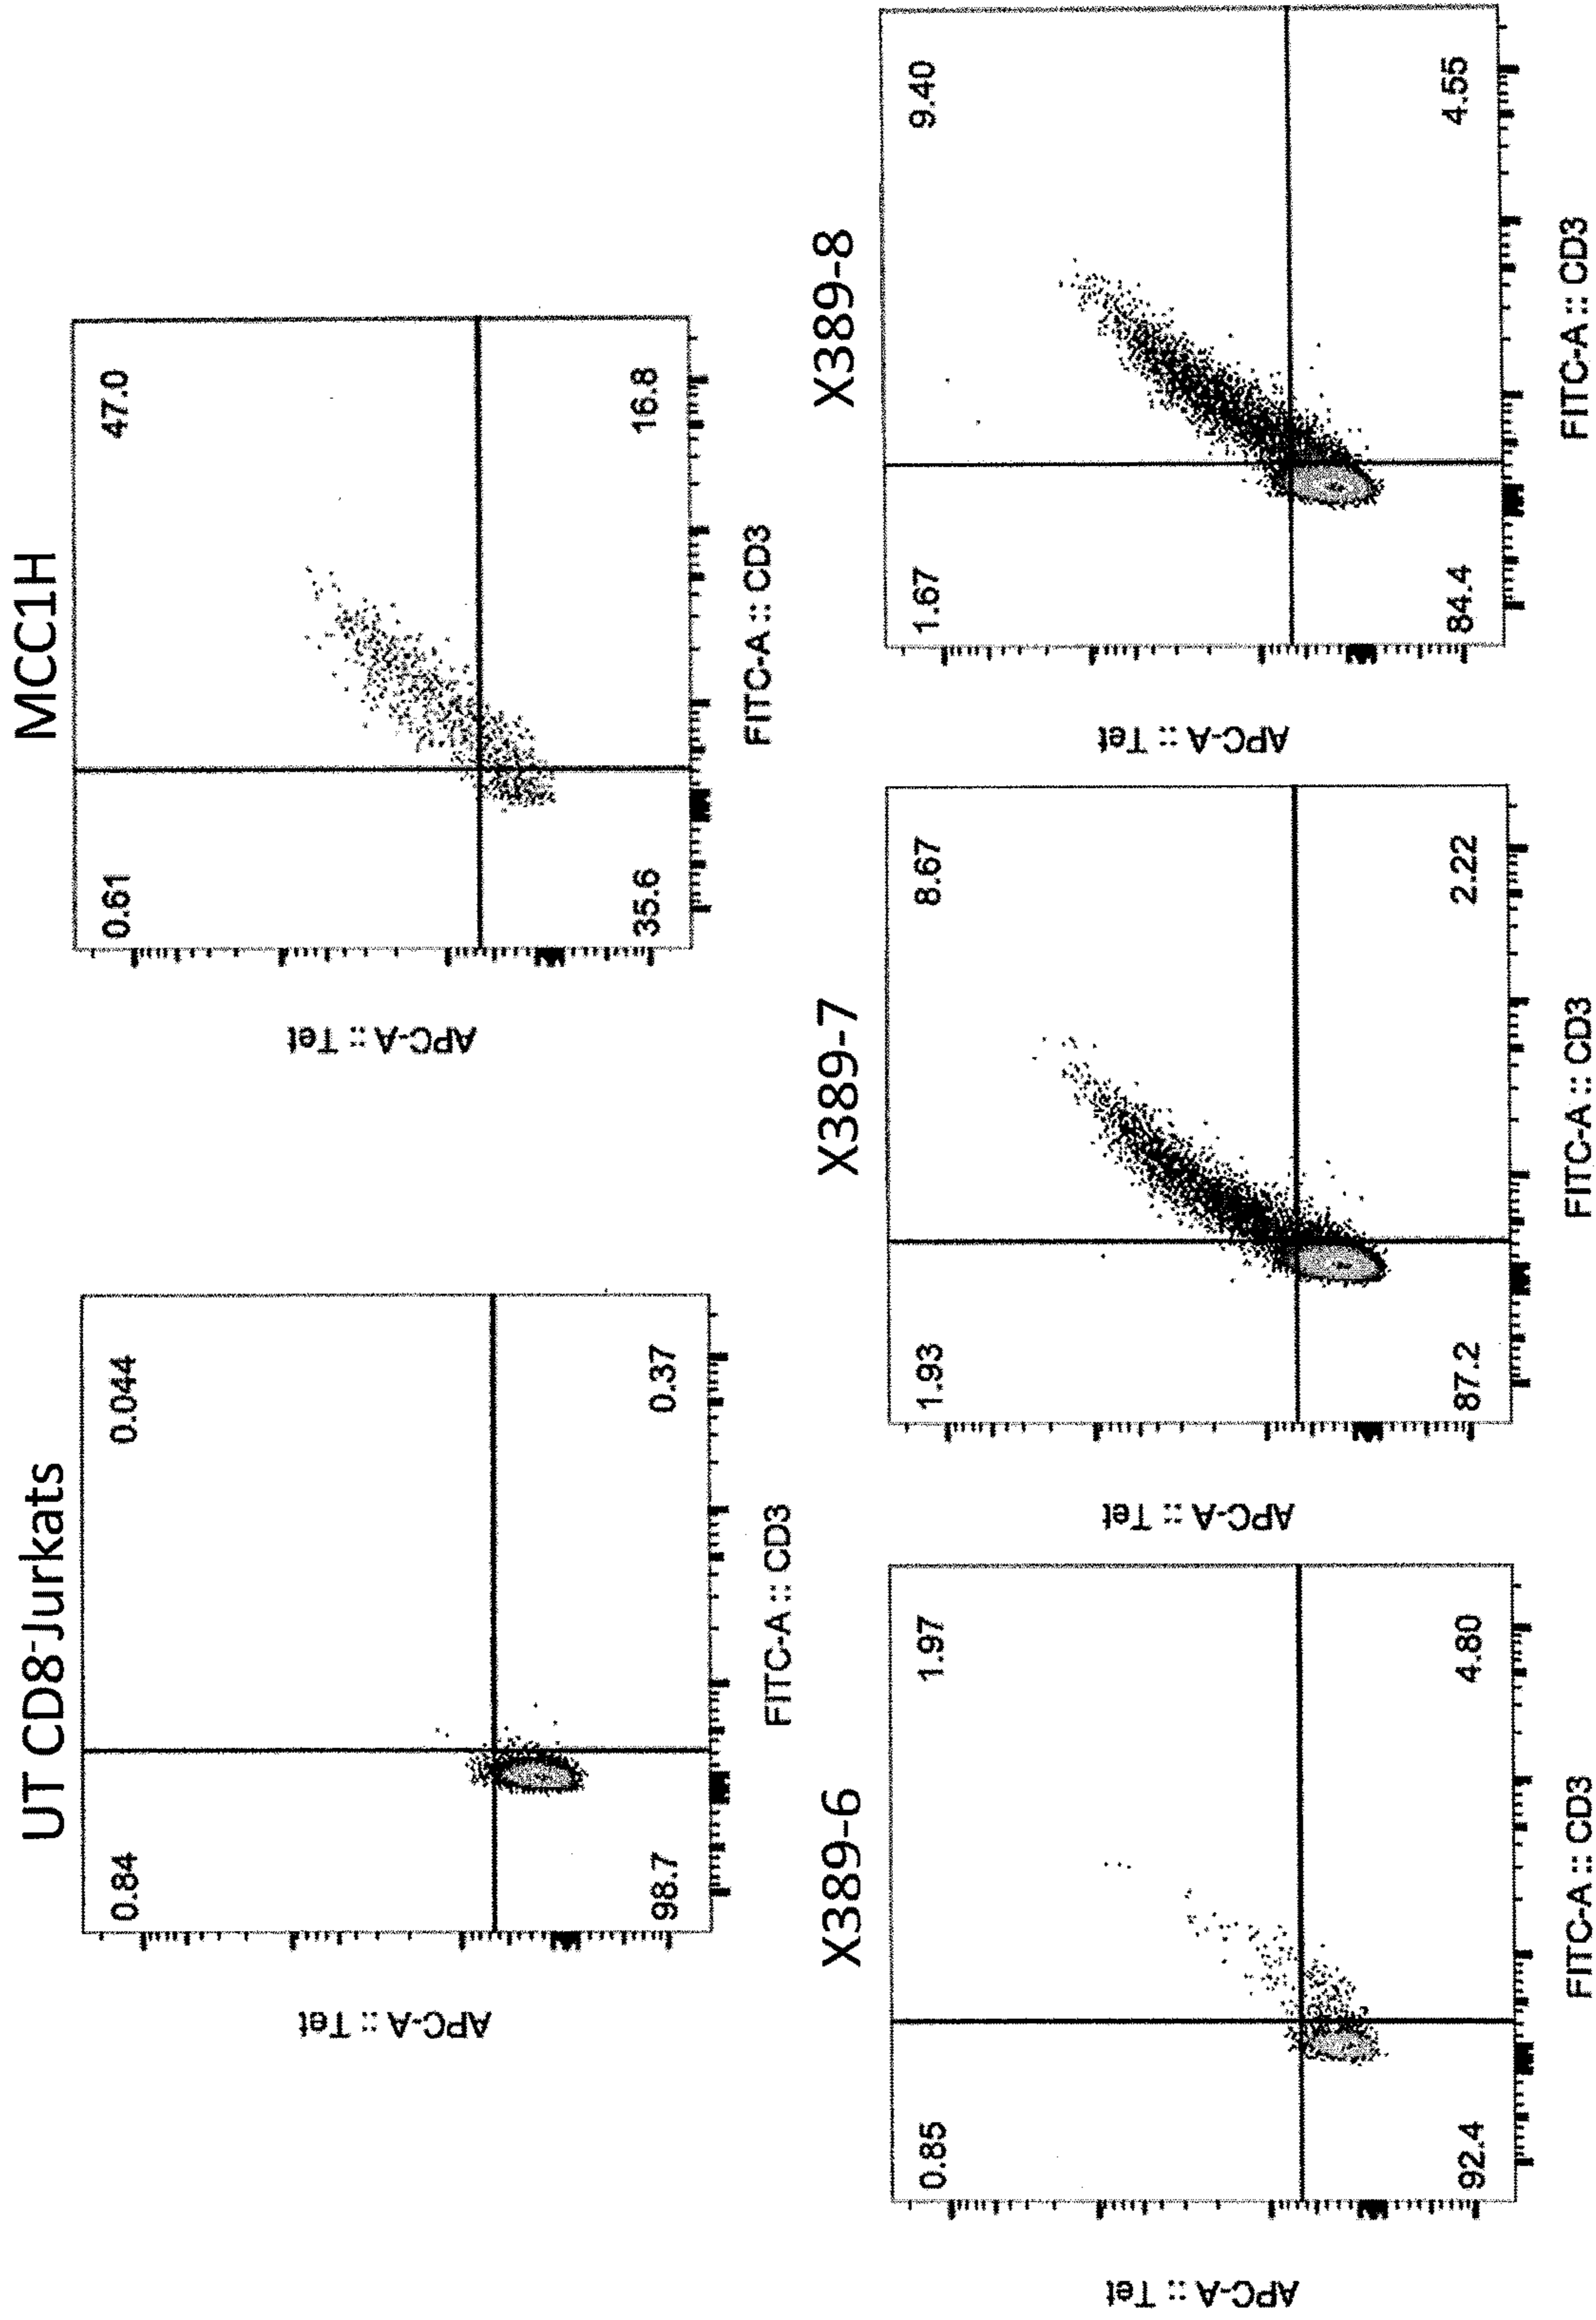 UT CD8-Jurkats
0.84
0.044
98.7
0.37
APC-A :: Tet
FITC-A :: CD3
MCC1H
0.61
47.0
35.6
16.8
APC-A :: Tet
FITC-A :: CD3
X389-6
0.85
1.97
92.4
4.80
APC-A :: Tet
FITC-A :: CD3
X389-7
1.93
8.67
87.2
2.22
APC-A :: Tet
FITC-A :: CD3
X389-8
1.67
9.40
84.4
4.55
APC-A :: Tet
FITC-A :: CD3